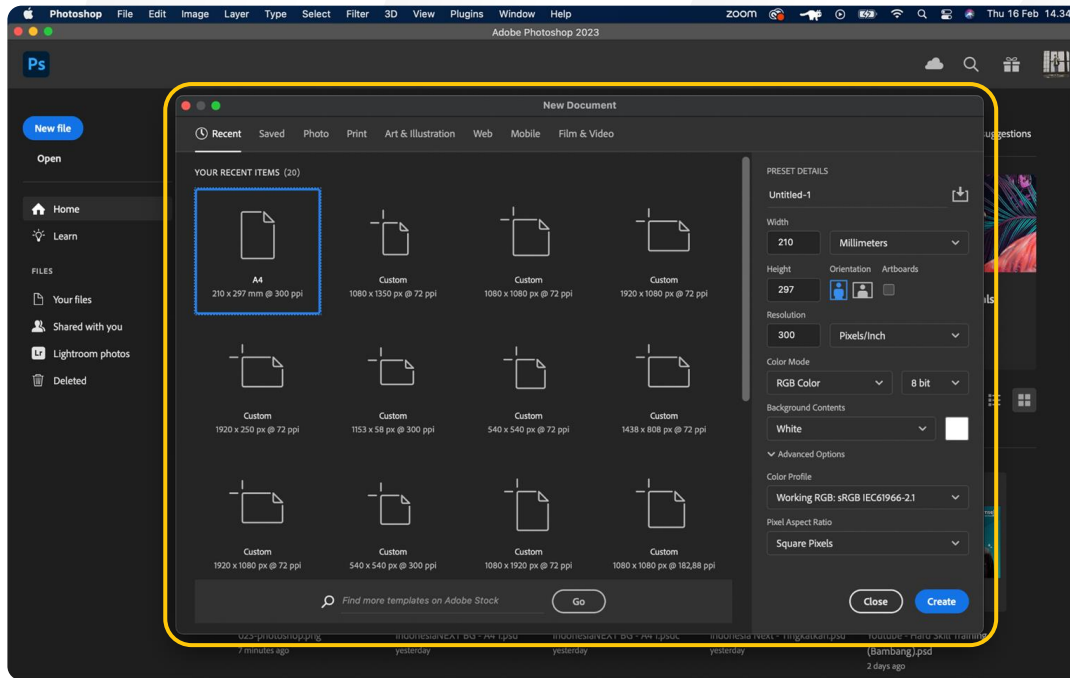 Photoshop File Edit Image Layer Type Select Filter 3D View Plugins Window Help zoom Thu 16 Feb 14.34
Adobe Photoshop 2023
Ps
New Document
New file
Open
Home
Learn
FILES
Your files
Shared with you
Lr Lightroom photos
Deleted
Recent Saved Photo Print Art & Illustration Web Mobile Film & Video
YOUR RECENT ITEMS (20)
A4
210 x 297 mm @ 300 ppi
Custom
1080 x 1350 px @ 72 ppi
Custom
1080 x 1080 px @ 72 ppi
Custom
1920 x 1080 px @ 72 ppi
Custom
1920 x 250 px @ 72 ppi
Custom
1153 x 58 px @ 300 ppi
Custom
540 x 540 px @ 72 ppi
Custom
1438 x 808 px @ 72 ppi
Custom
1920 x 1080 px @ 72 ppi
Custom
540 x 540 px @ 300 ppi
Custom
1080 x 1920 px @ 72 ppi
Custom
1080 x 1080 px @ 182,88 ppi
Find more templates on Adobe Stock
Go
PRESET DETAILS
Untitled-1
Width
210 Millimeters
Height Orientation Artboards
297
Resolution
300 Pixels/Inch
Color Mode
RGB Color 8 bit
Background Contents
White
Advanced Options
Color Profile
Working RGB: sRGB IEC61966-2.1
Pixel Aspect Ratio
Square Pixels
Close Create
7 minutes ago
yesterday
yesterday
yesterday
(Bambang).psd
2 days ago